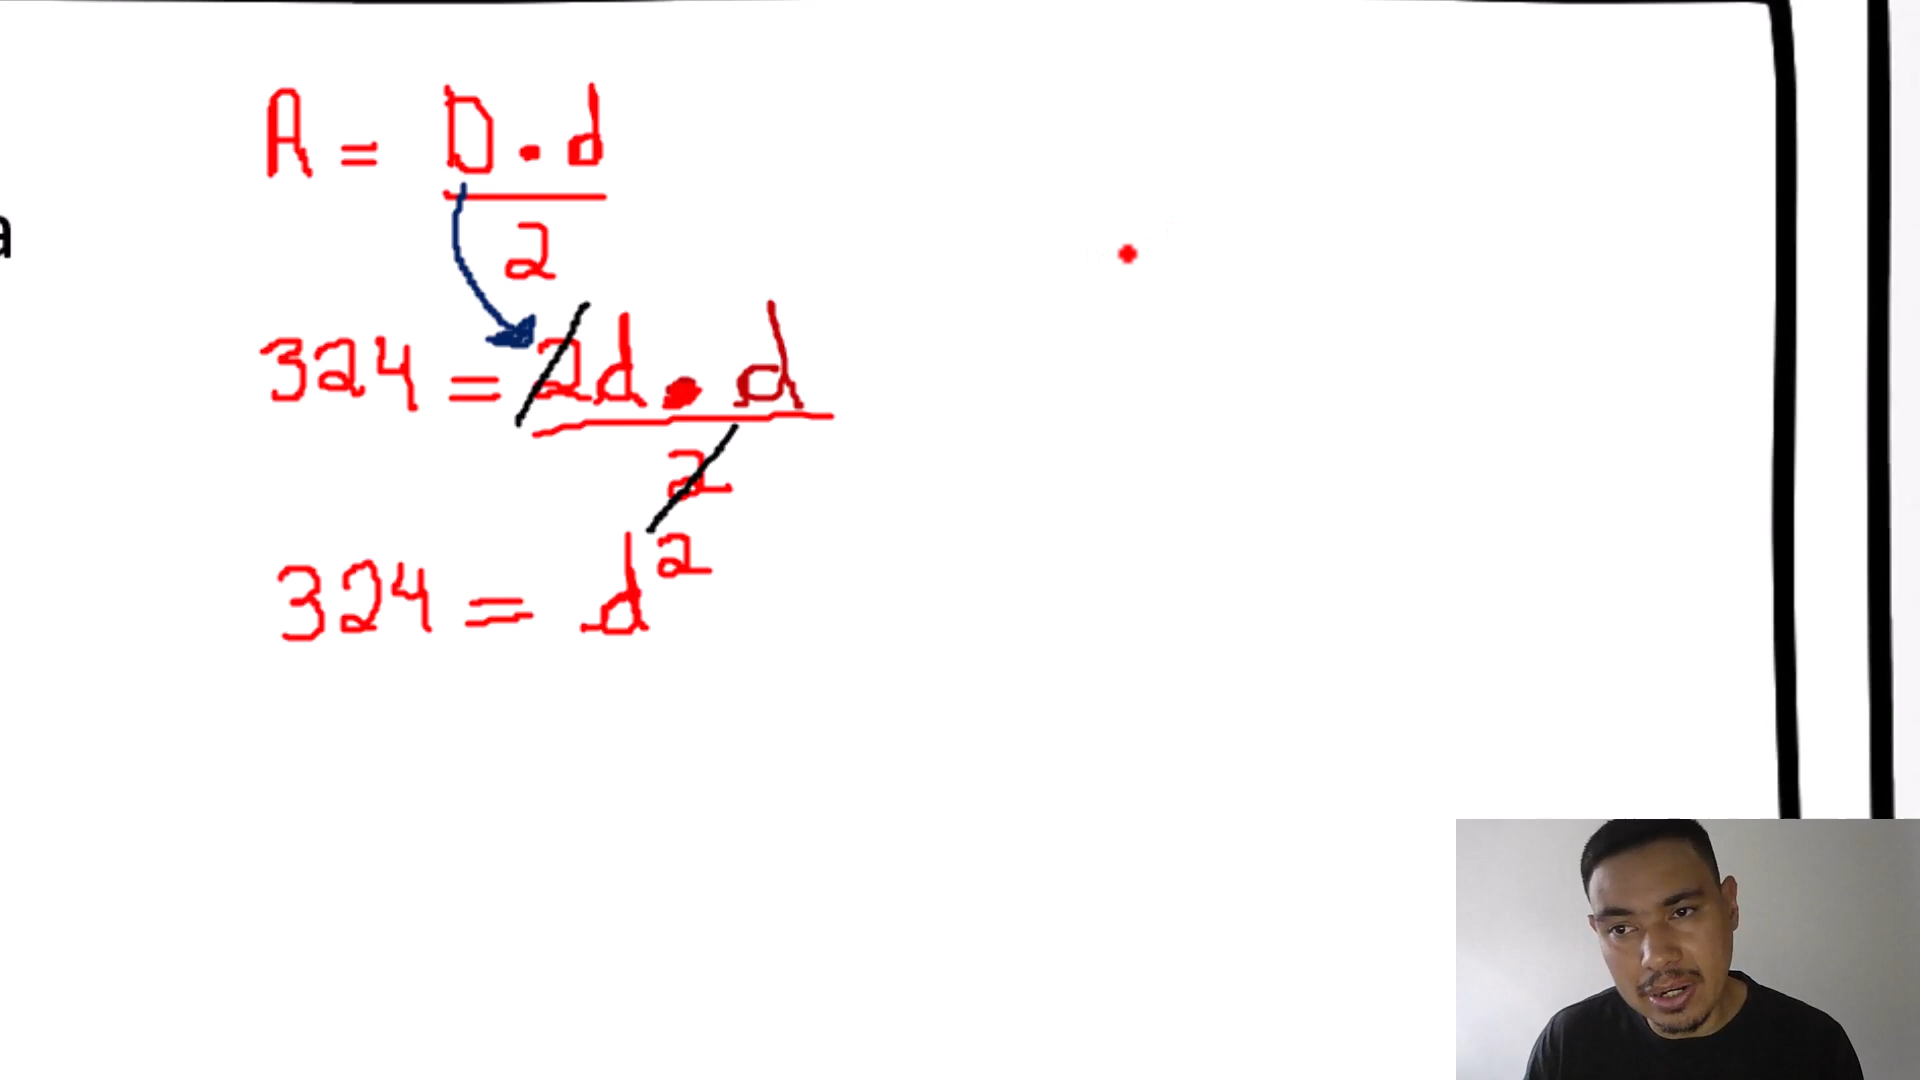 A = D . d
2
a
324 = 2d . d
2
324 = d²